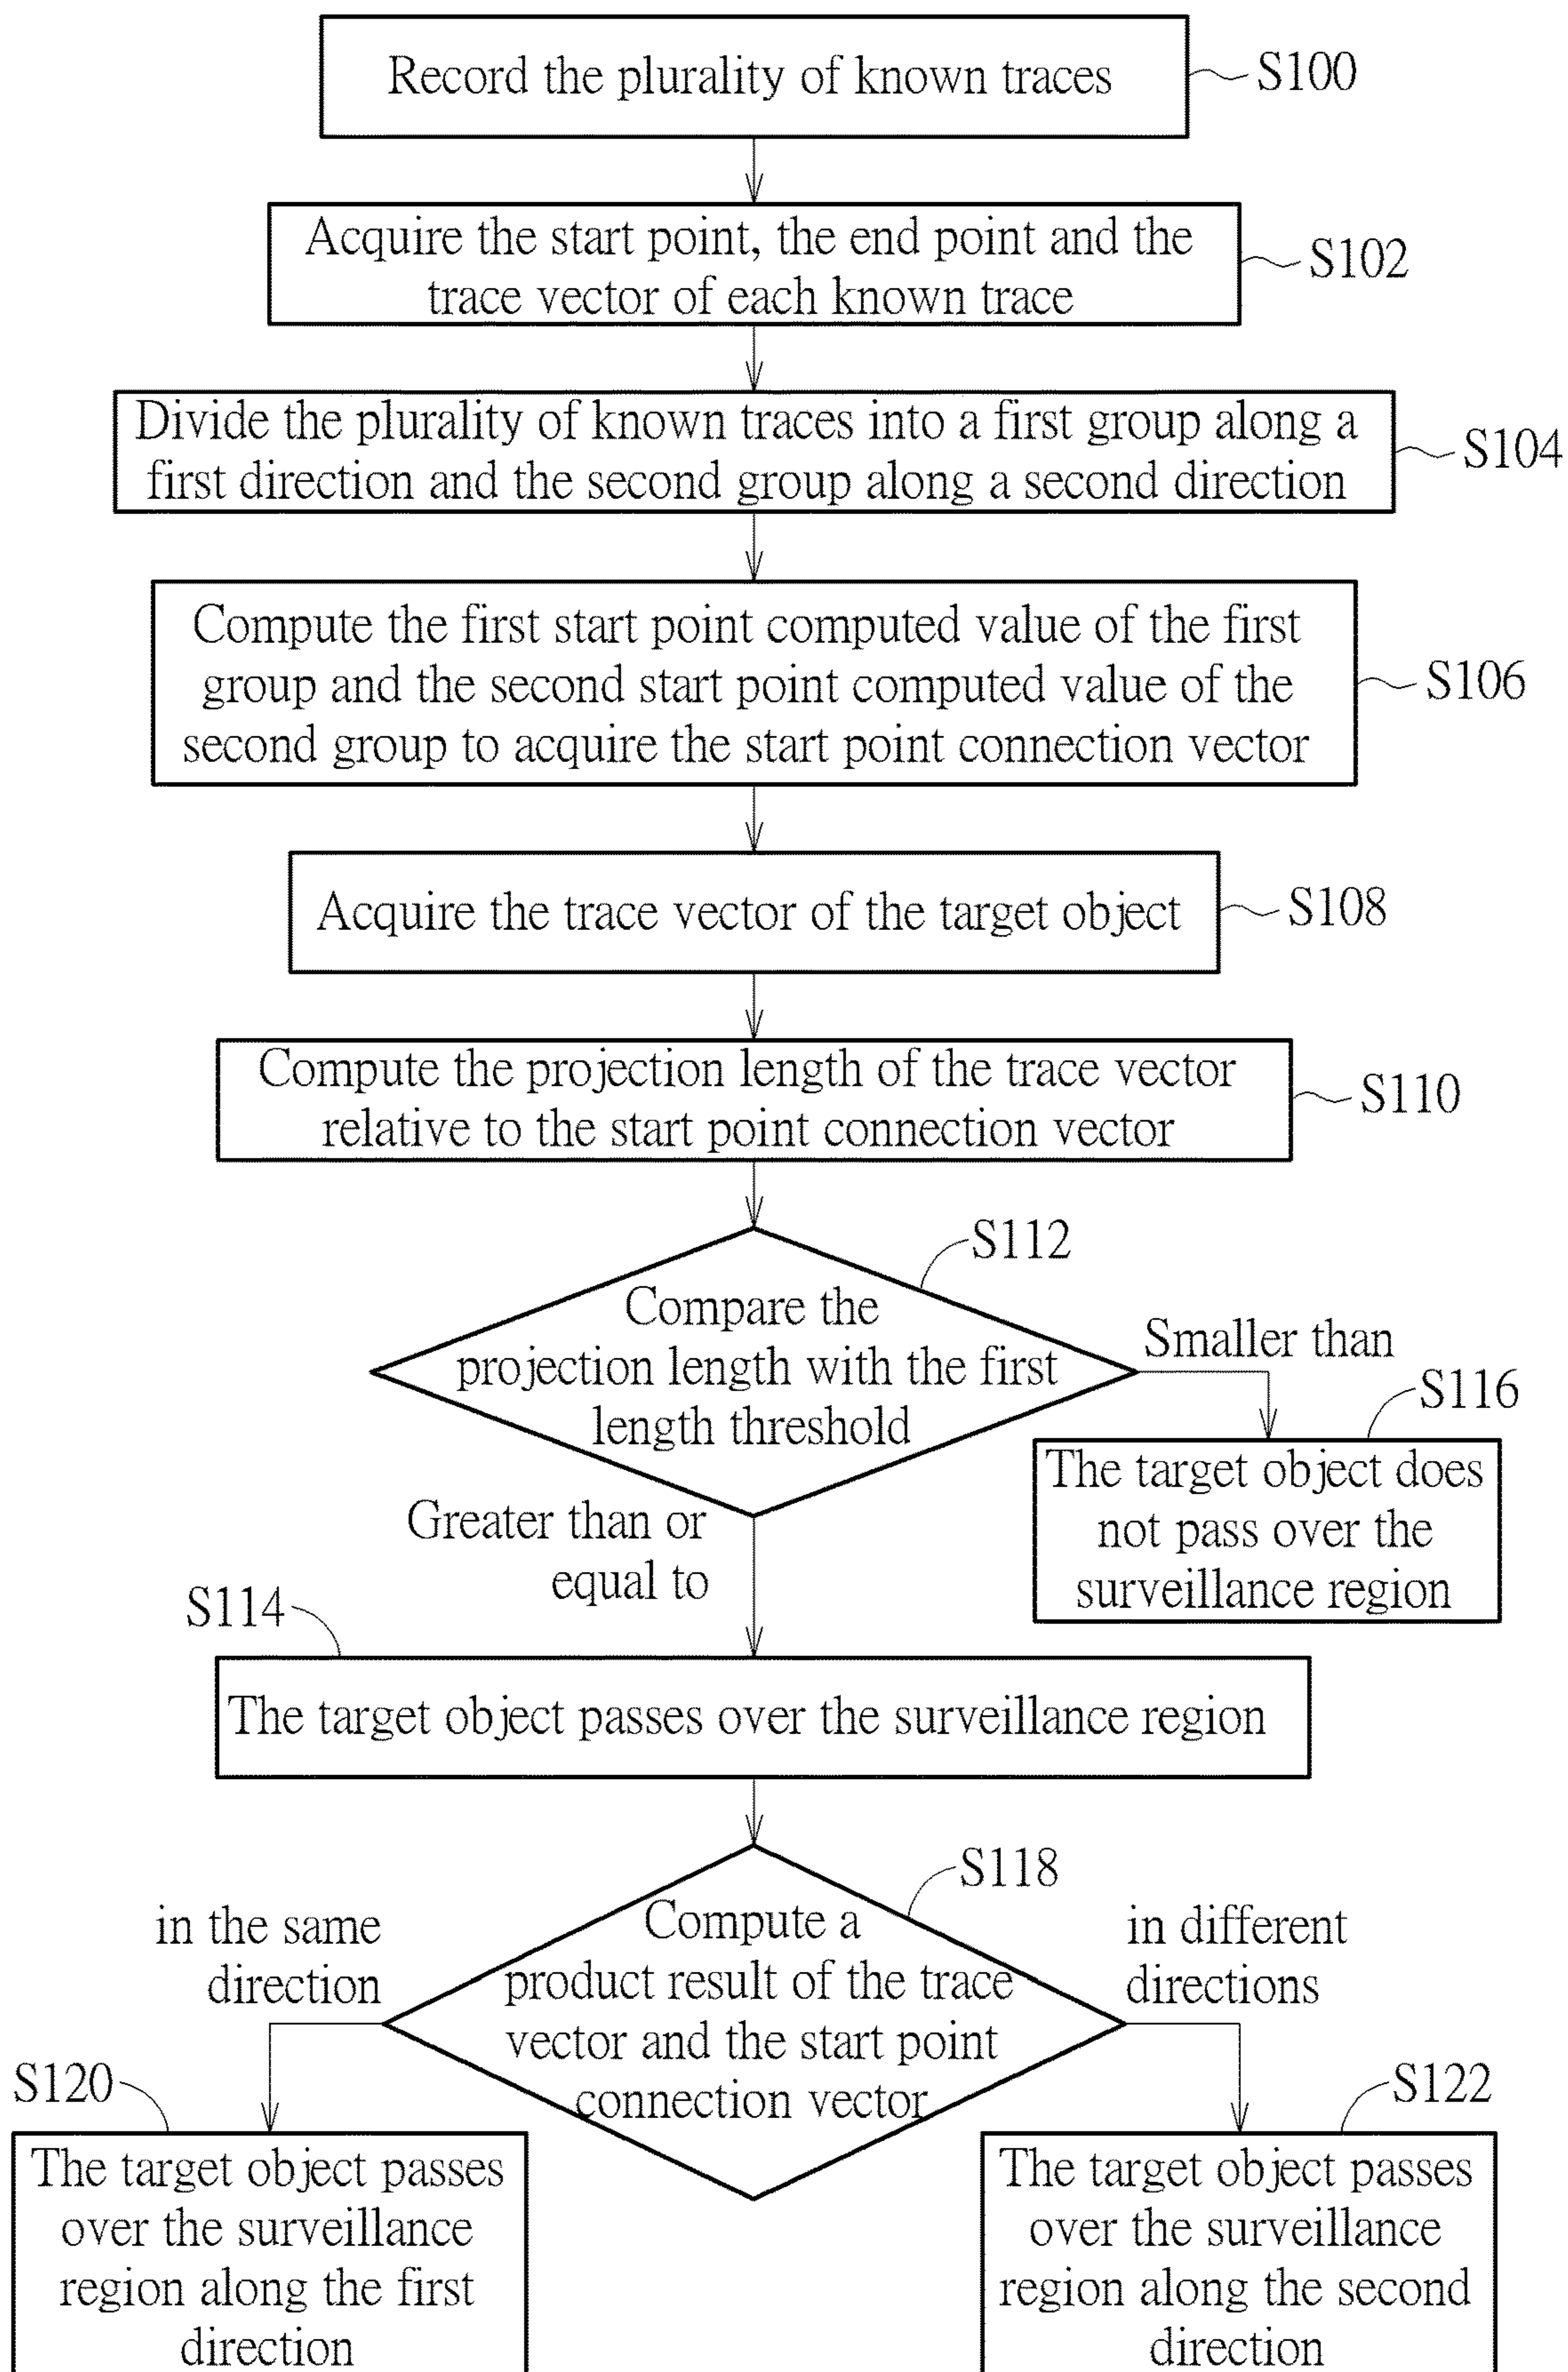 Record the plurality of known traces
S100
Acquire the start point, the end point and the
trace vector of each known trace
S102
Divide the plurality of known traces into a first group along a
first direction and the second group along a second direction
S104
Compute the first start point computed value of the first
group and the second start point computed value of the
second group to acquire the start point connection vector
S106
Acquire the trace vector of the target object
S108
Compute the projection length of the trace vector
relative to the start point connection vector
S110
S112
Compare the
projection length with the first
length threshold
Smaller than
S116
The target object does
not pass over the
surveillance region
Greater than or
equal to
S114
The target object passes over the surveillance region
S118
Compute a
product result of the trace
vector and the start point
connection vector
in the same
direction
in different
directions
S120
The target object passes
over the surveillance
region along the first
direction
S122
The target object passes
over the surveillance
region along the second
direction